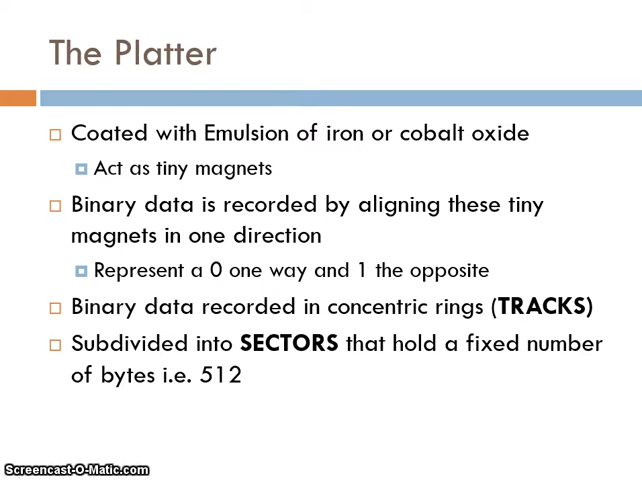 The Platter
Coated with Emulsion of iron or cobalt oxide
Act as tiny magnets
Binary data is recorded by aligning these tiny
magnets in one direction
Represent a 0 one way and 1 the opposite
Binary data recorded in concentric rings (TRACKS)
Subdivided into SECTORS that hold a fixed number
of bytes i.e. 512
Screencast-O-Matic.com